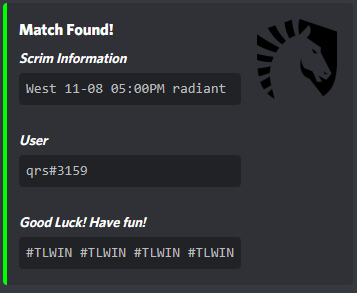 Match Found!
Scrim Information
West 11-08 05:00PM radiant
User
qrs#3159
Good Luck! Have fun!
#TLWIN #TLWIN #TLWIN #TLWIN